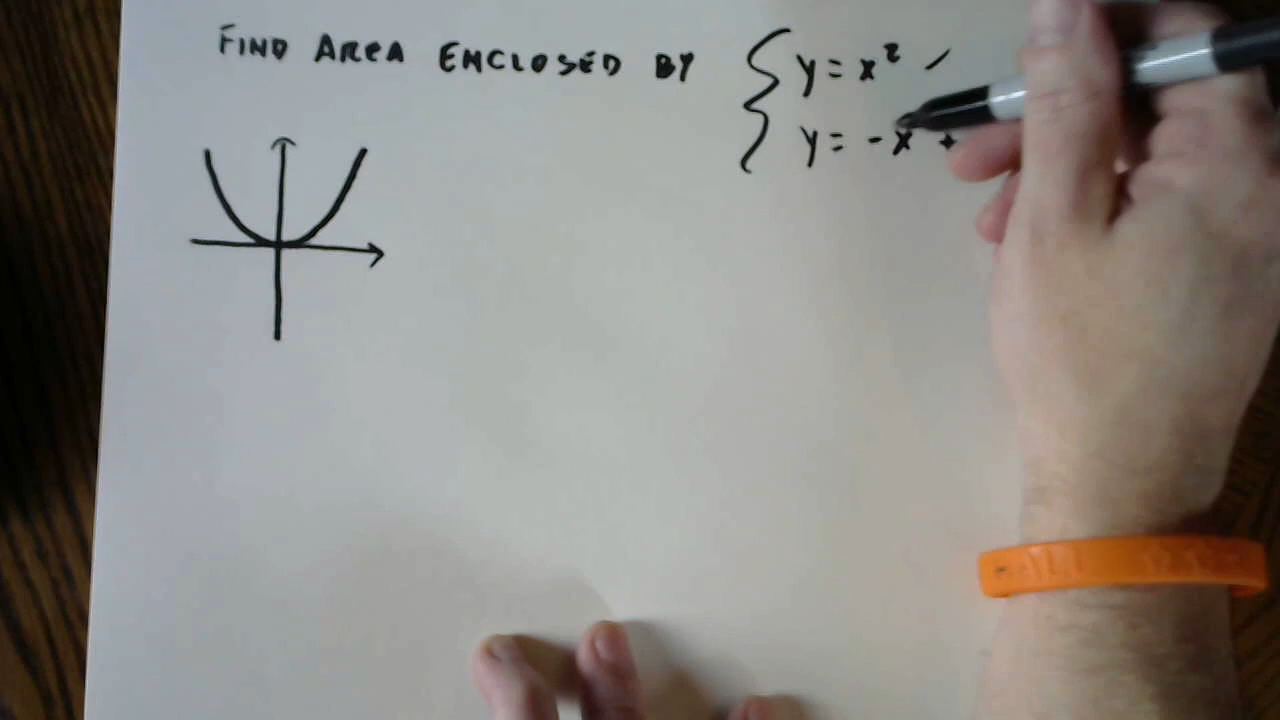 FIND AREA ENCLOSED BY { y = x² -
y = -x +